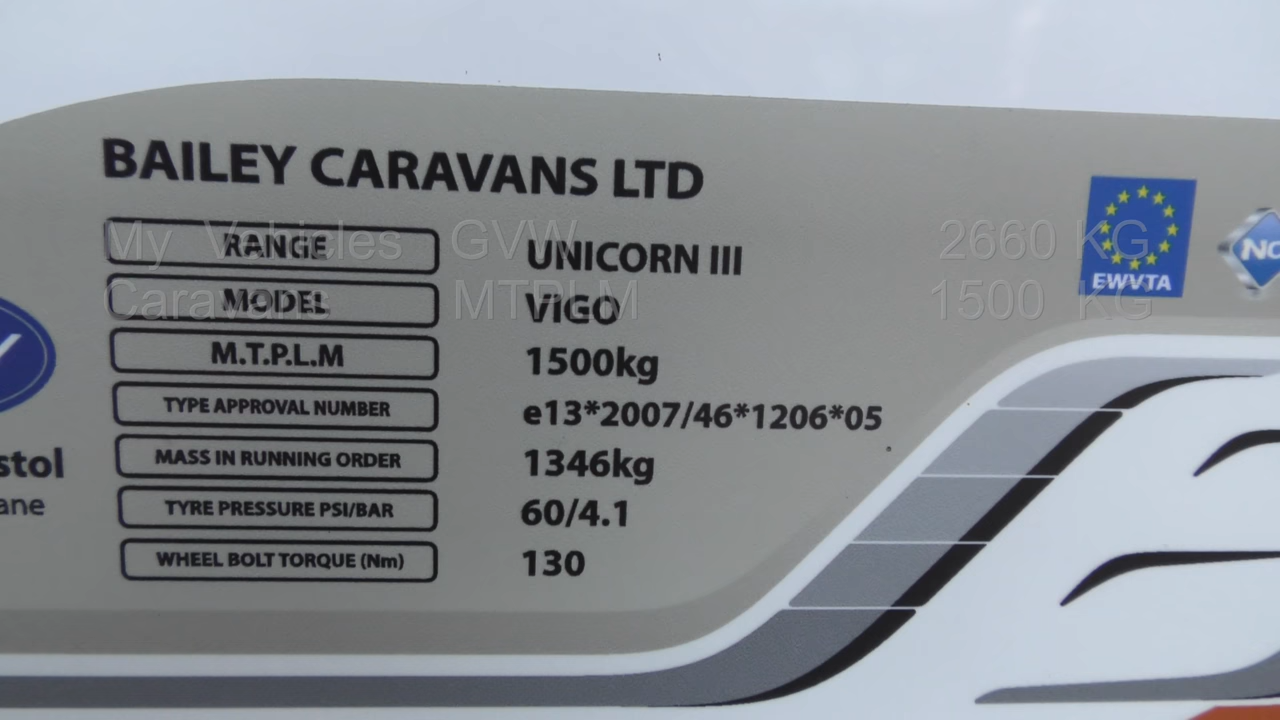 BAILEY CARAVANS LTD
My Vehicles GVW 2660 KG
RANGE UNICORN III
Caravans MTPLM 1500 KG
MODEL ViGO
M.T.P.L.M 1500kg
TYPE APPROVAL NUMBER e13*2007/46*1206*05
MASS IN RUNNING ORDER 1346kg
TYRE PRESSURE PSI/BAR 60/4.1
WHEEL BOLT TORQUE (Nm) 130
EWVTA